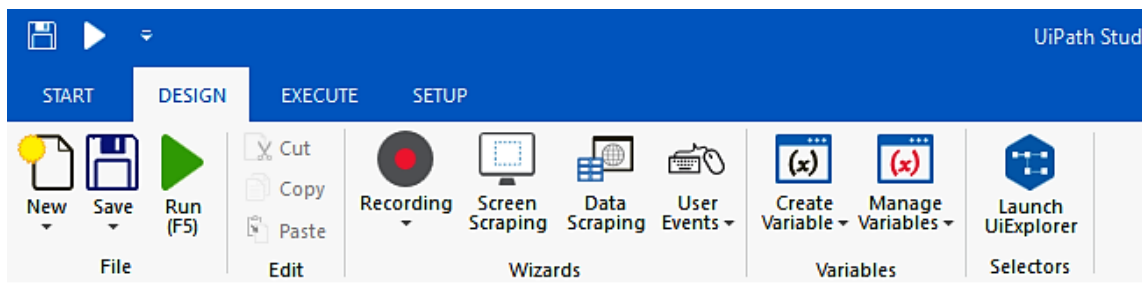 UiPath Stud
START DESIGN EXECUTE SETUP
New
Save
Run
(F5)
File
Cut
Copy
Paste
Edit
Recording
Screen
Scraping
Data
Scraping
User
Events
Wizards
(x)
Create
Variable
(x)
Manage
Variables
Variables
Launch
UiExplorer
Selectors